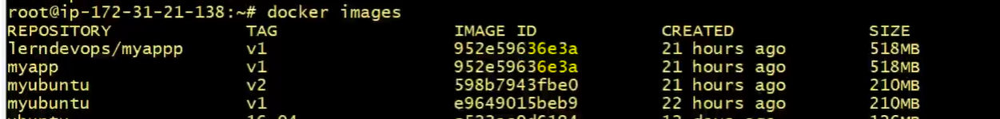 root@ip-172-31-21-138:~# docker images
REPOSITORY TAG IMAGE ID CREATED SIZE
lerndevops/myappp v1 952e59636e3a 21 hours ago 518MB
myapp v1 952e59636e3a 21 hours ago 518MB
myubuntu v2 598b7943fbe0 21 hours ago 210MB
myubuntu v1 e9649015beb9 22 hours ago 210MB